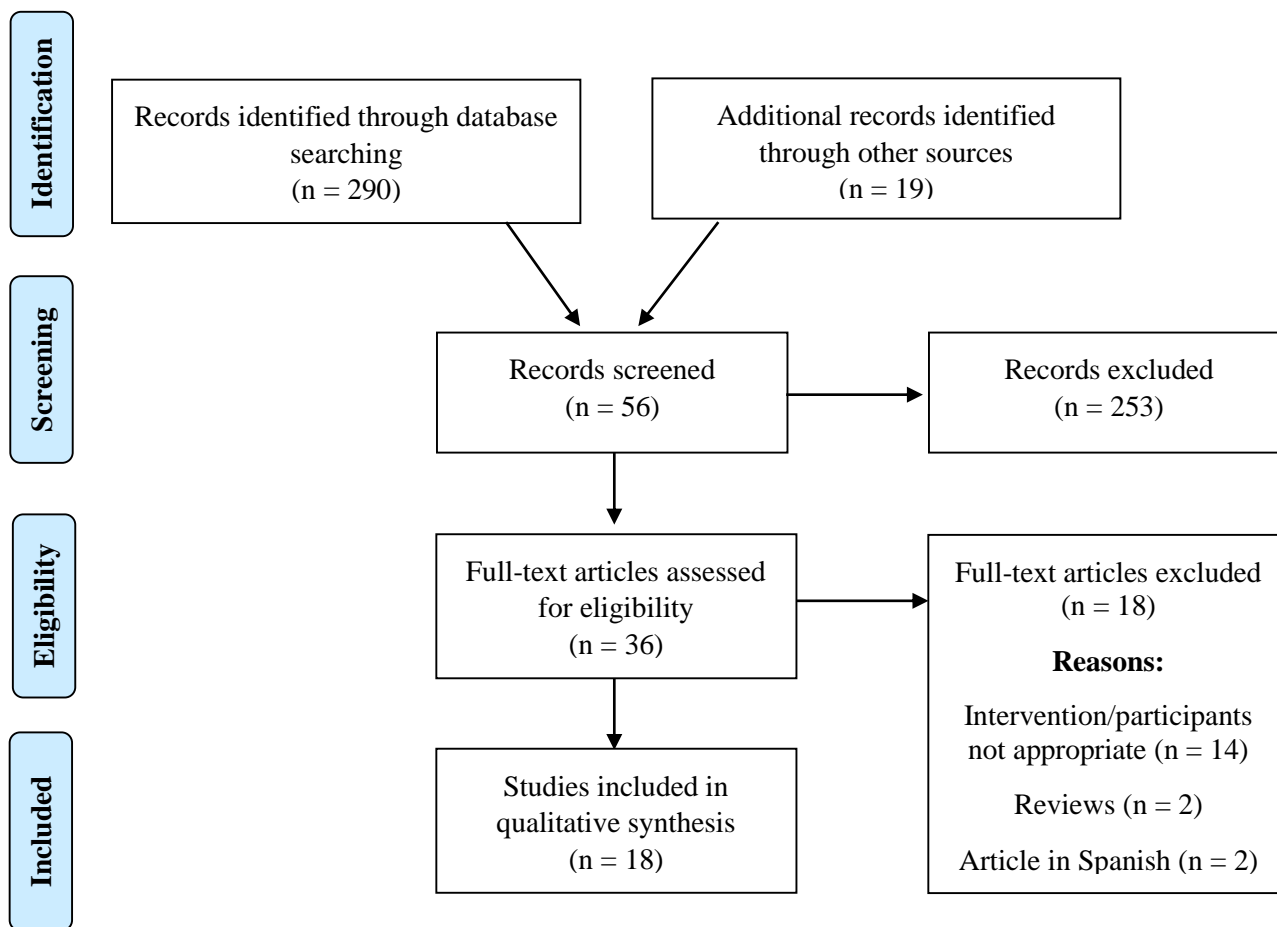 Identification
Records identified through database
searching
(n = 290)
Additional records identified
through other sources
(n = 19)
Screening
Records screened
(n = 56)
Records excluded
(n = 253)
Eligibility
Full-text articles assessed
for eligibility
(n = 36)
Full-text articles excluded
(n = 18)
Reasons:
Intervention/participants
not appropriate (n = 14)
Reviews (n = 2)
Article in Spanish (n = 2)
Included
Studies included in
qualitative synthesis
(n = 18)